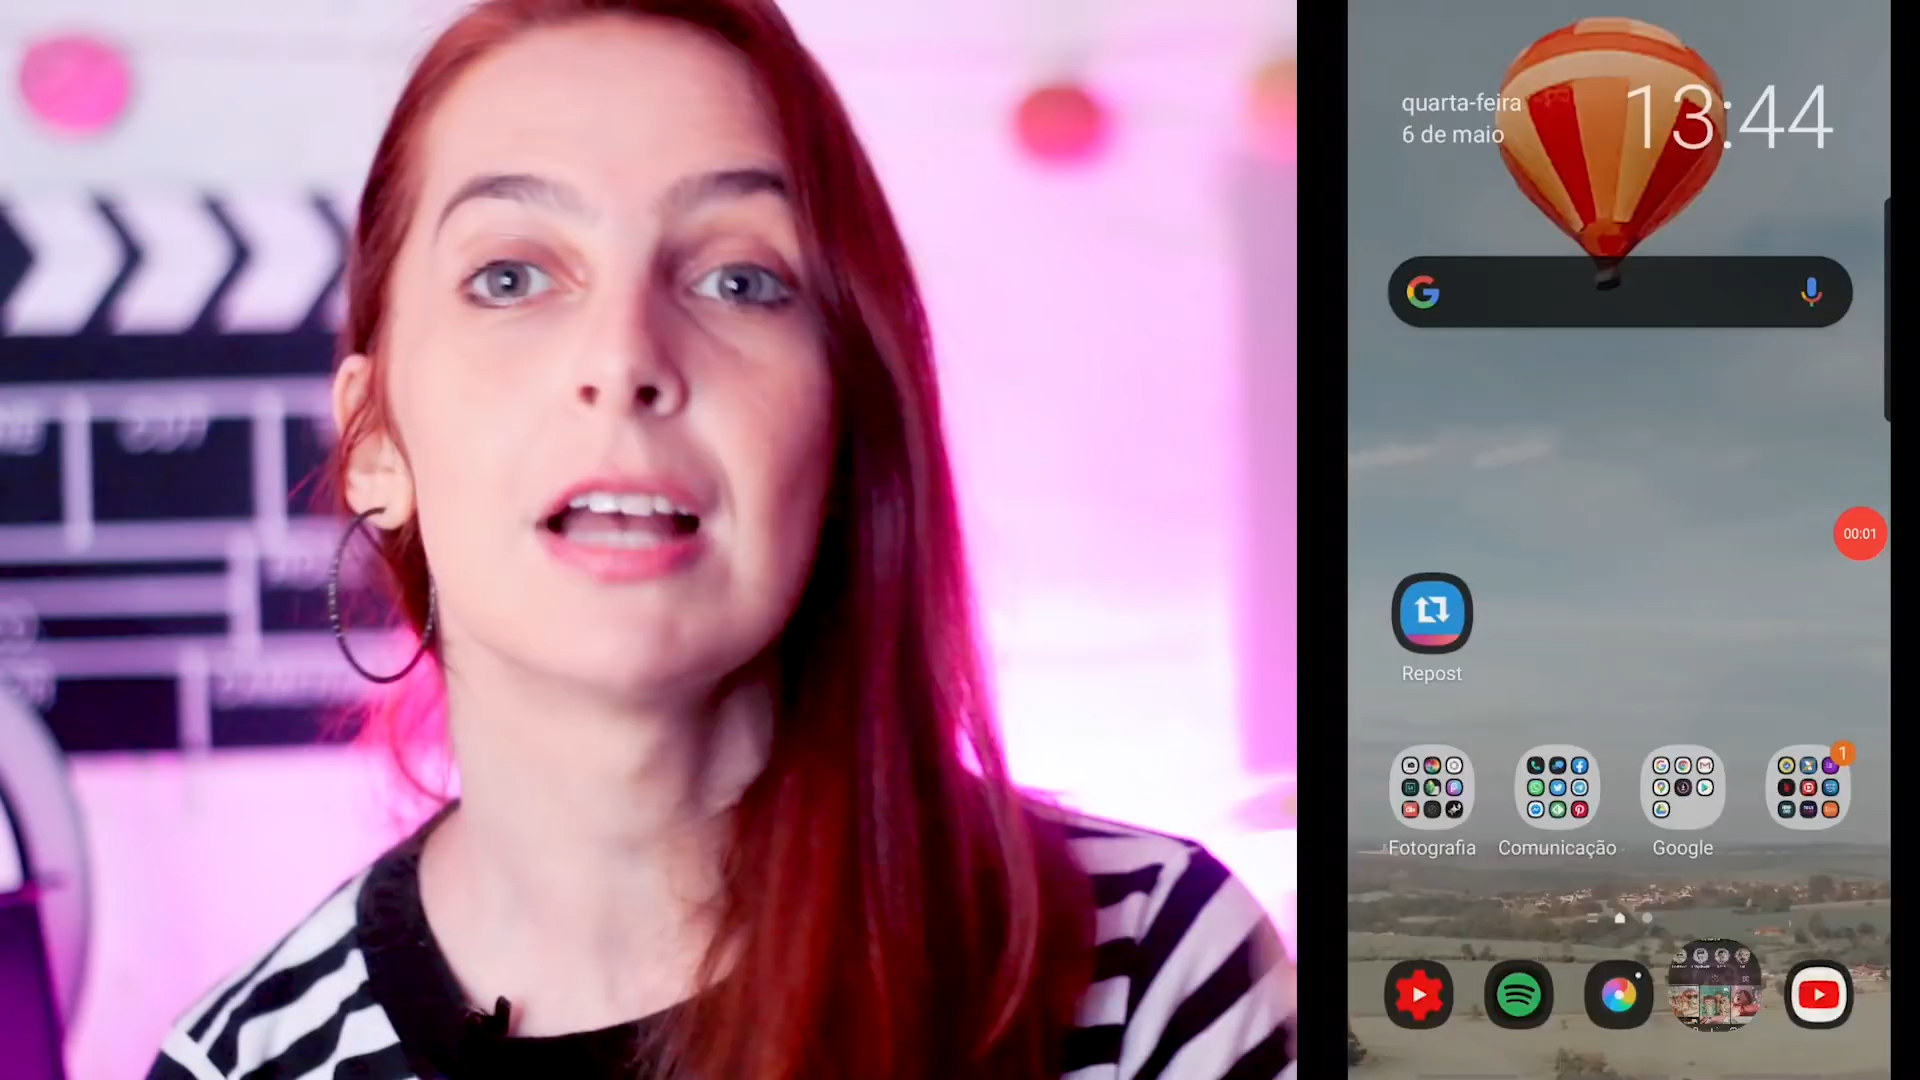 quarta-feira
6 de maio
13:44
00:01
Repost
1
Fotografia
Comunicação
Google